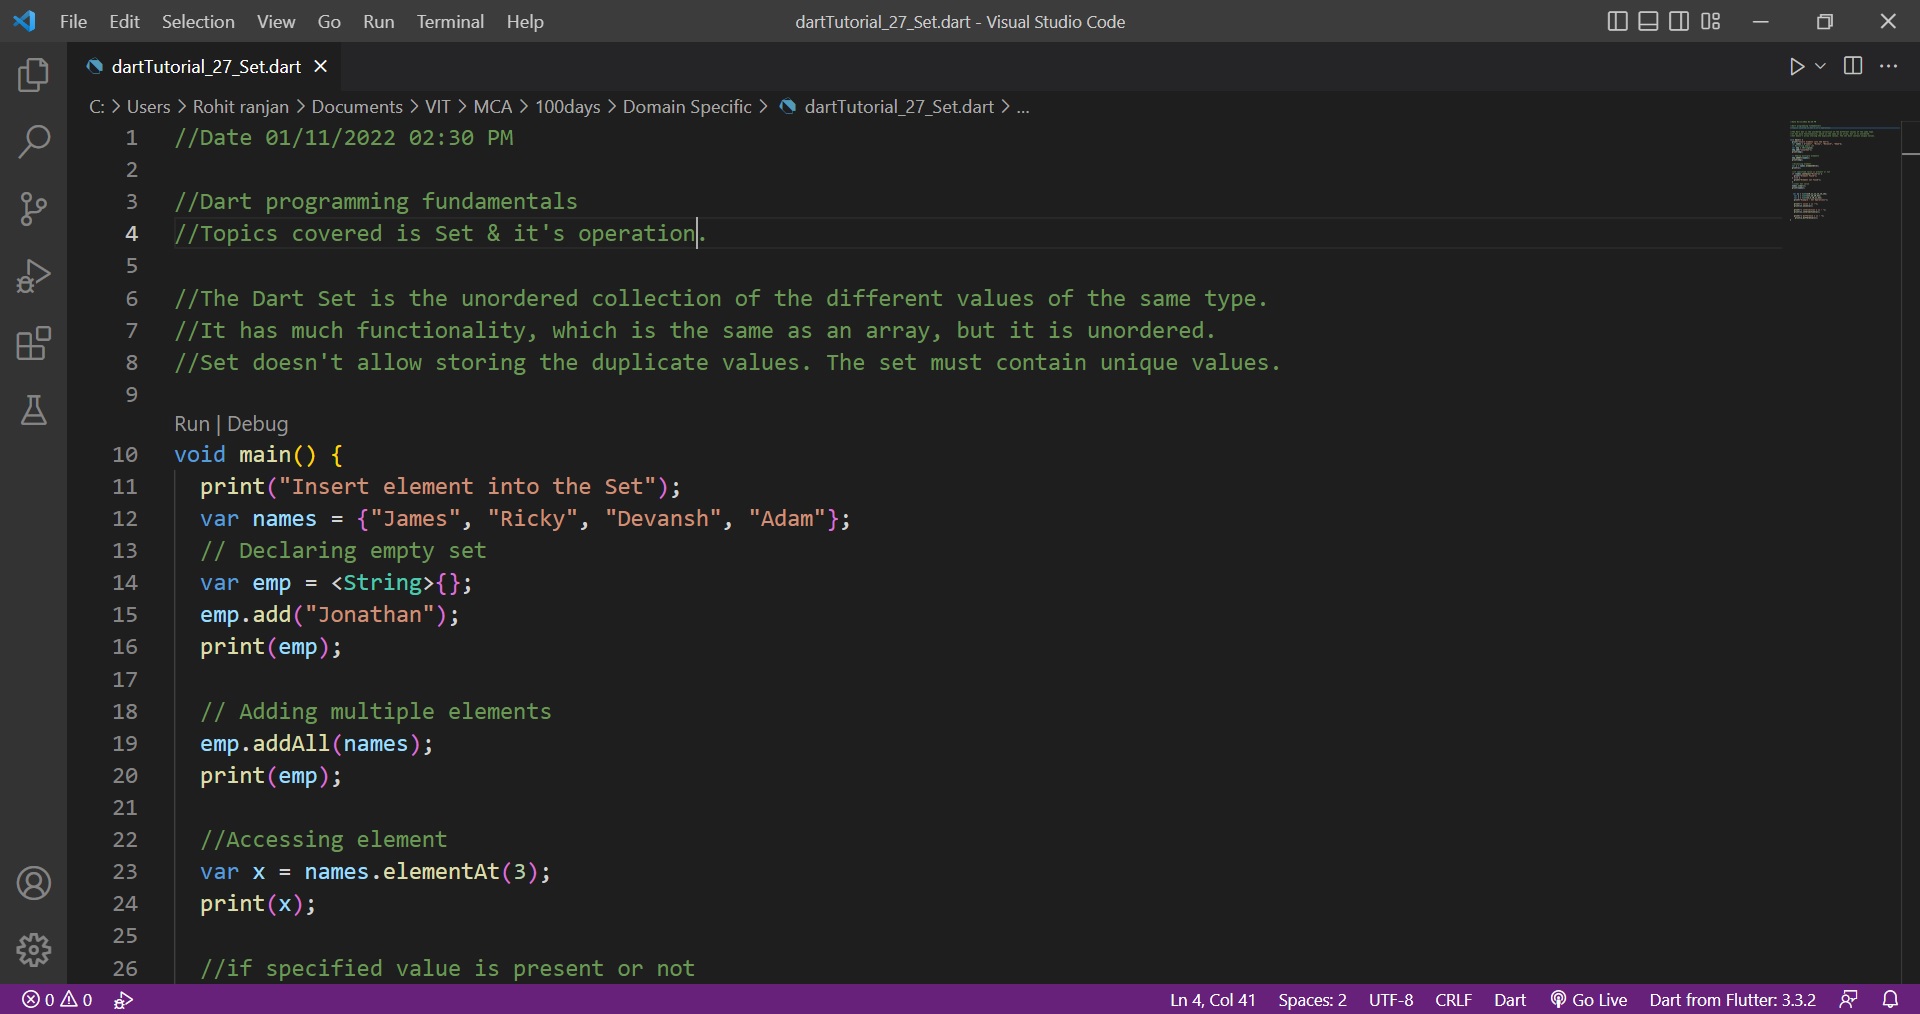 File Edit Selection View Go Run Terminal Help dartTutorial_27_Set.dart - Visual Studio Code
dartTutorial_27_Set.dart
C: > Users > Rohit ranjan > Documents > VIT > MCA > 100days > Domain Specific > dartTutorial_27_Set.dart > ...
1 //Date 01/11/2022 02:30 PM
2
3 //Dart programming fundamentals
4 //Topics covered is Set & it's operation.
5
6 //The Dart Set is the unordered collection of the different values of the same type.
7 //It has much functionality, which is the same as an array, but it is unordered.
8 //Set doesn't allow storing the duplicate values. The set must contain unique values.
9
Run | Debug
10 void main() {
11   print("Insert element into the Set");
12   var names = {"James", "Ricky", "Devansh", "Adam"};
13   // Declaring empty set
14   var emp = <String>{};
15   emp.add("Jonathan");
16   print(emp);
17
18   // Adding multiple elements
19   emp.addAll(names);
20   print(emp);
21
22   //Accessing element
23   var x = names.elementAt(3);
24   print(x);
25
26   //if specified value is present or not
0 0 Ln 4, Col 41 Spaces: 2 UTF-8 CRLF Dart Go Live Dart from Flutter: 3.3.2